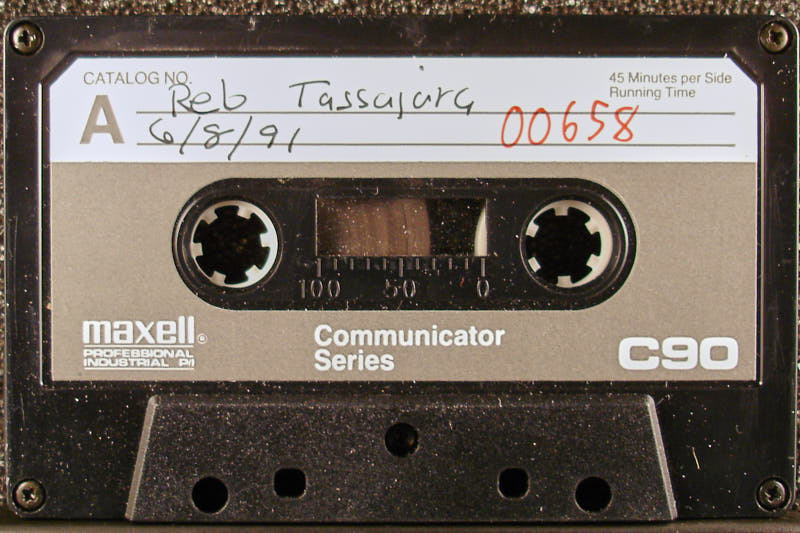 CATALOG NO.
45 Minutes per Side
Running Time
A
Reb Tassajara
6/8/91
00658
100 50 0
maxell®
PROFESSIONAL
INDUSTRIAL P/I
Communicator
Series
C90